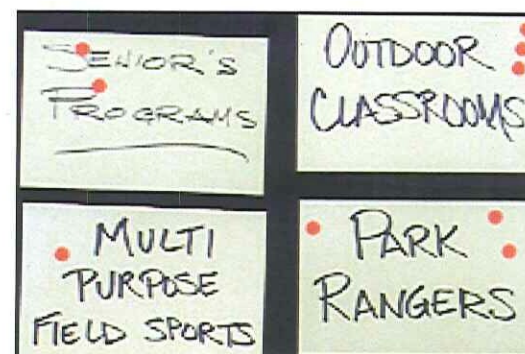 SENIOR'S
PROGRAMS
OUTDOOR
CLASSROOMS
MULTI
PURPOSE
FIELD SPORTS
PARK
RANGERS